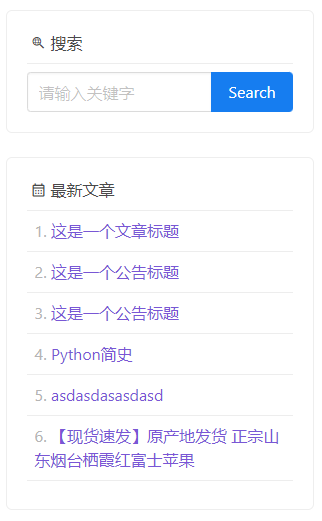 搜索
请输入关键字 Search
最新文章
1. 这是一个文章标题
2. 这是一个公告标题
3. 这是一个公告标题
4. Python简史
5. asdasdasasdasd
6. 【现货速发】原产地发货 正宗山
东烟台栖霞红富士苹果